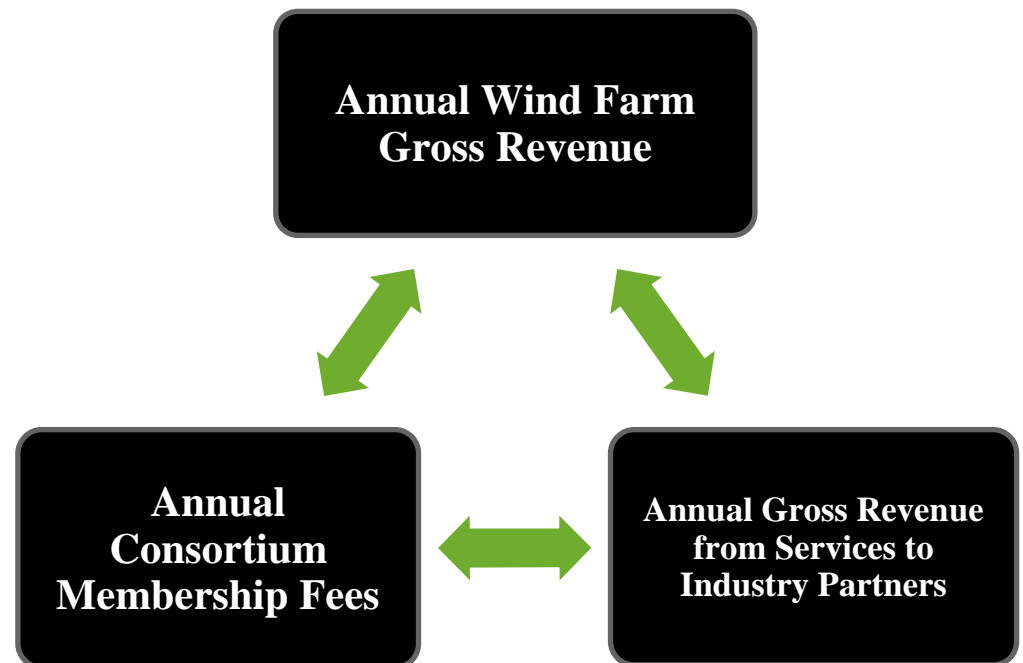 Annual Wind Farm
Gross Revenue
Annual
Consortium
Membership Fees
Annual Gross Revenue
from Services to
Industry Partners